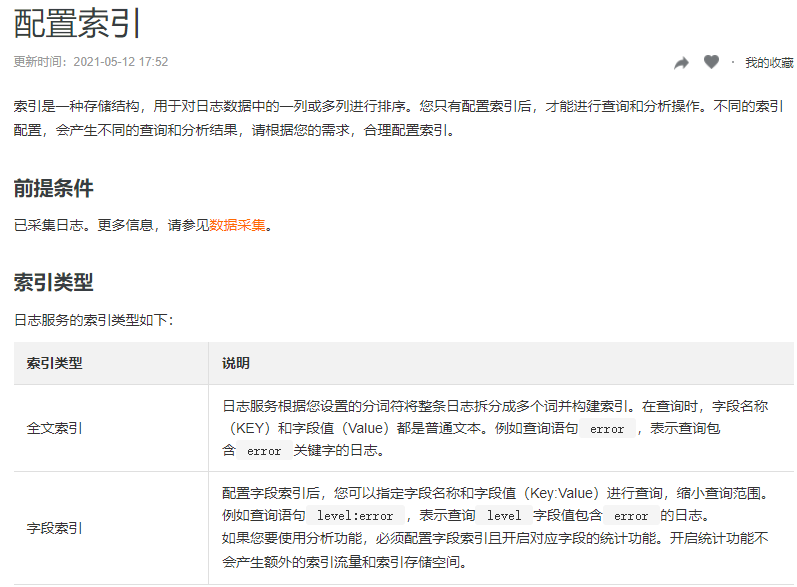 配置索引
更新时间：2021-05-12 17:52
· 我的收藏
索引是一种存储结构，用于对日志数据中的一列或多列进行排序。您只有配置索引后，才能进行查询和分析操作。不同的索引
配置，会产生不同的查询和分析结果，请根据您的需求，合理配置索引。
前提条件
已采集日志。更多信息，请参见数据采集。
索引类型
日志服务的索引类型如下：
索引类型 说明
全文索引
日志服务根据您设置的分词符将整条日志拆分成多个词并构建索引。在查询时，字段名称
（KEY）和字段值（Value）都是普通文本。例如查询语句 error ，表示查询包
含 error 关键字的日志。
字段索引
配置字段索引后，您可以指定字段名称和字段值（Key:Value）进行查询，缩小查询范围。
例如查询语句 level:error ，表示查询 level 字段值包含 error 的日志。
如果您要使用分析功能，必须配置字段索引且开启对应字段的统计功能。开启统计功能不
会产生额外的索引流量和索引存储空间。